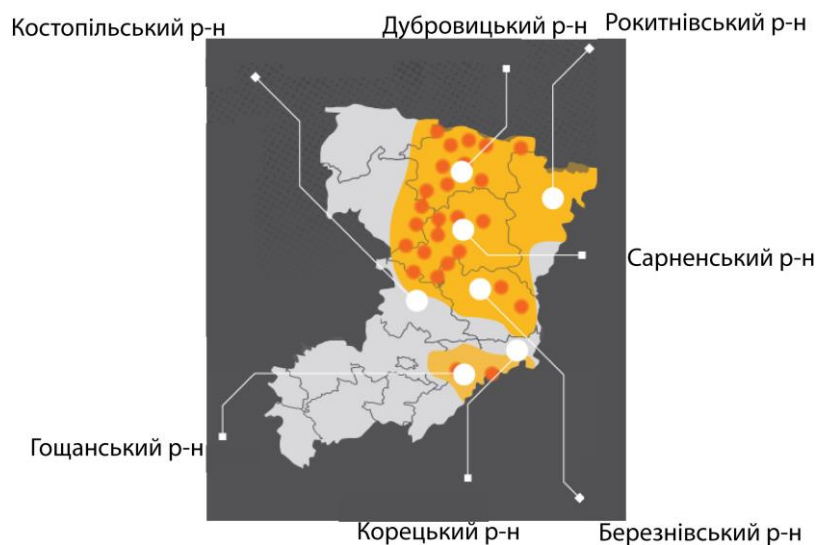 Костопільський р-н
Дубровицький р-н
Рокитнівський р-н
Сарненський р-н
Гощанський р-н
Корецький р-н
Березнівський р-н